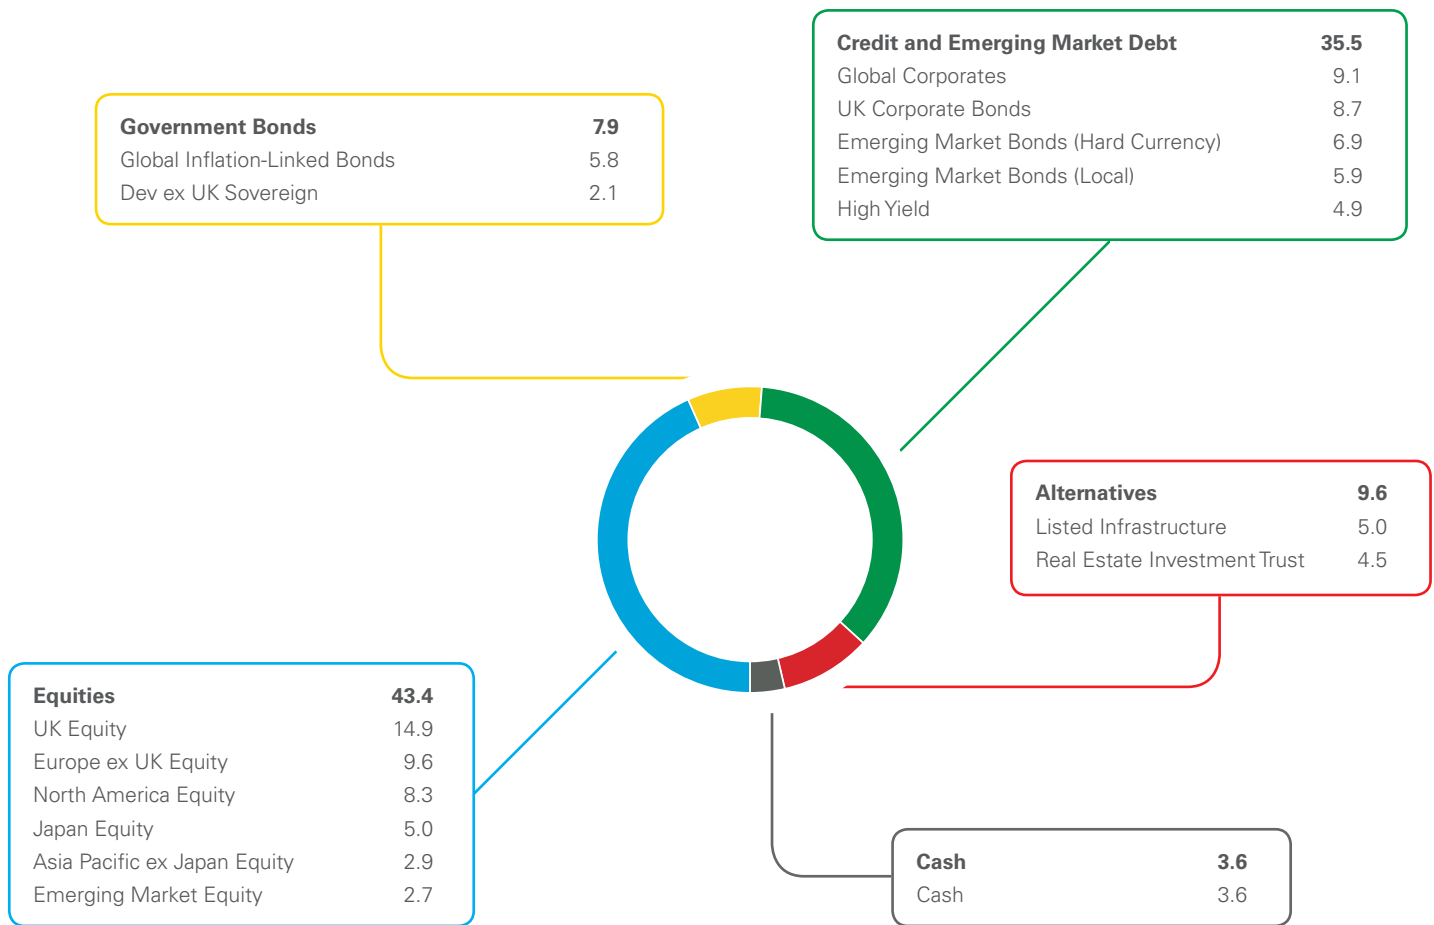 Credit and Emerging Market Debt 35.5
Global Corporates 9.1
UK Corporate Bonds 8.7
Emerging Market Bonds (Hard Currency) 6.9
Emerging Market Bonds (Local) 5.9
High Yield 4.9
Government Bonds 7.9
Global Inflation-Linked Bonds 5.8
Dev ex UK Sovereign 2.1
Alternatives 9.6
Listed Infrastructure 5.0
Real Estate Investment Trust 4.5
Equities 43.4
UK Equity 14.9
Europe ex UK Equity 9.6
North America Equity 8.3
Japan Equity 5.0
Asia Pacific ex Japan Equity 2.9
Emerging Market Equity 2.7
Cash 3.6
Cash 3.6